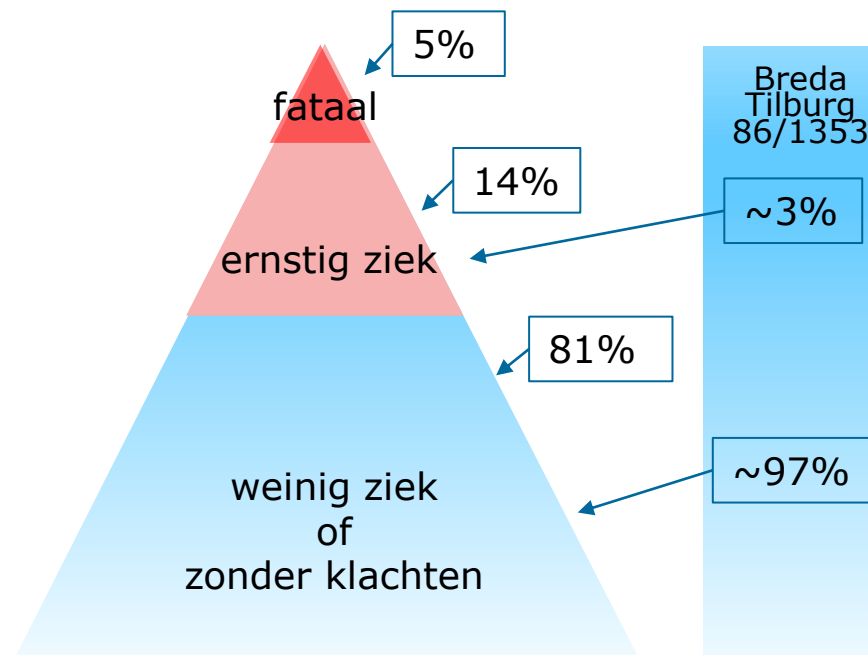 5%
fataal
14%
ernstig ziek
81%
weinig ziek
of
zonder klachten
Breda
Tilburg
86/1353
~3%
~97%